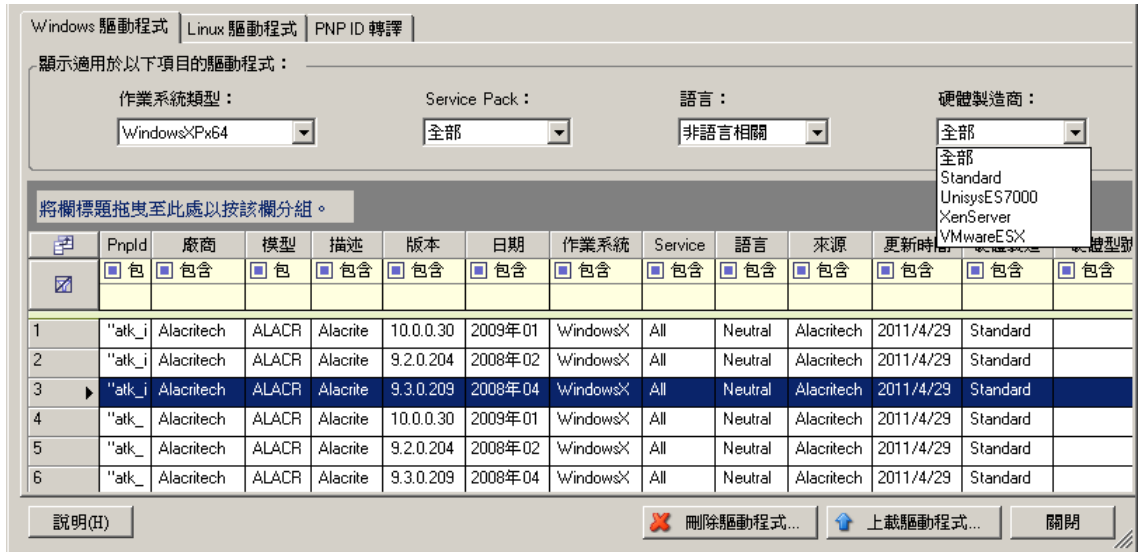 Windows 驅動程式 Linux 驅動程式 PNP ID 轉譯
顯示適用於以下項目的驅動程式：
作業系統類型： Service Pack： 語言： 硬體製造商：
WindowsXPx64 全部 非語言相關 全部
全部
Standard
UnisysES7000
XenServer
VMwareESX
將欄標題拖曳至此處以按該欄分組。
PnpId 廠商 模型 描述 版本 日期 作業系統 Service 語言 來源 更新時間
包 包含 包 包含 包含 包含 包含 包含 包含 包含 包含 包含 包含
1 "atk_i Alacritech ALACR Alacrite 10.0.0.30 2009年01 WindowsX All Neutral Alacritech 2011/4/29 Standard
2 "atk_i Alacritech ALACR Alacrite 9.2.0.204 2008年02 WindowsX All Neutral Alacritech 2011/4/29 Standard
3 "atk_i Alacritech ALACR Alacrite 9.3.0.209 2008年04 WindowsX All Neutral Alacritech 2011/4/29 Standard
4 "atk_ Alacritech ALACR Alacrite 10.0.0.30 2009年01 WindowsX All Neutral Alacritech 2011/4/29 Standard
5 "atk_ Alacritech ALACR Alacrite 9.2.0.204 2008年02 WindowsX All Neutral Alacritech 2011/4/29 Standard
6 "atk_ Alacritech ALACR Alacrite 9.3.0.209 2008年04 WindowsX All Neutral Alacritech 2011/4/29 Standard
說明(H) 刪除驅動程式... 上載驅動程式... 關閉